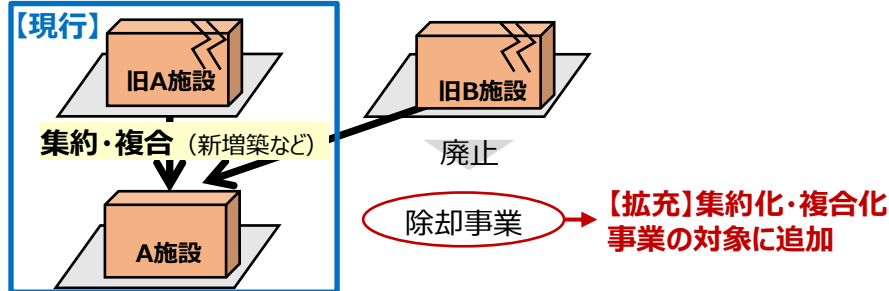 【現行】
旧A施設
旧B施設
集約・複合（新増築など）
廃止
A施設
除却事業
【拡充】集約化・複合化
事業の対象に追加